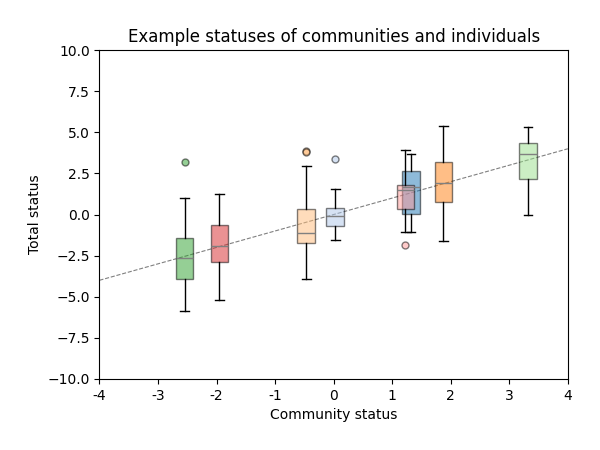 Example statuses of communities and individuals
10.0
7.5
5.0
2.5
0.0
−2.5
−5.0
−7.5
−10.0
Total status
-4 -3 -2 -1 0 1 2 3 4
Community status